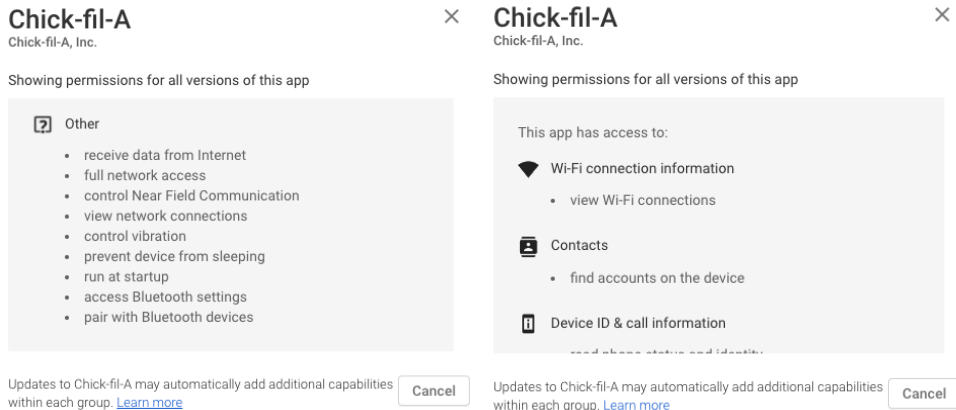 Chick-fil-A
Chick-fil-A, Inc.
Showing permissions for all versions of this app
Other
receive data from Internet
full network access
control Near Field Communication
view network connections
control vibration
prevent device from sleeping
run at startup
access Bluetooth settings
pair with Bluetooth devices
Updates to Chick-fil-A may automatically add additional capabilities
within each group. Learn more
Cancel
Chick-fil-A
Chick-fil-A, Inc.
Showing permissions for all versions of this app
This app has access to:
Wi-Fi connection information
view Wi-Fi connections
Contacts
find accounts on the device
Device ID & call information
read phone status and identity
Updates to Chick-fil-A may automatically add additional capabilities
within each group. Learn more
Cancel